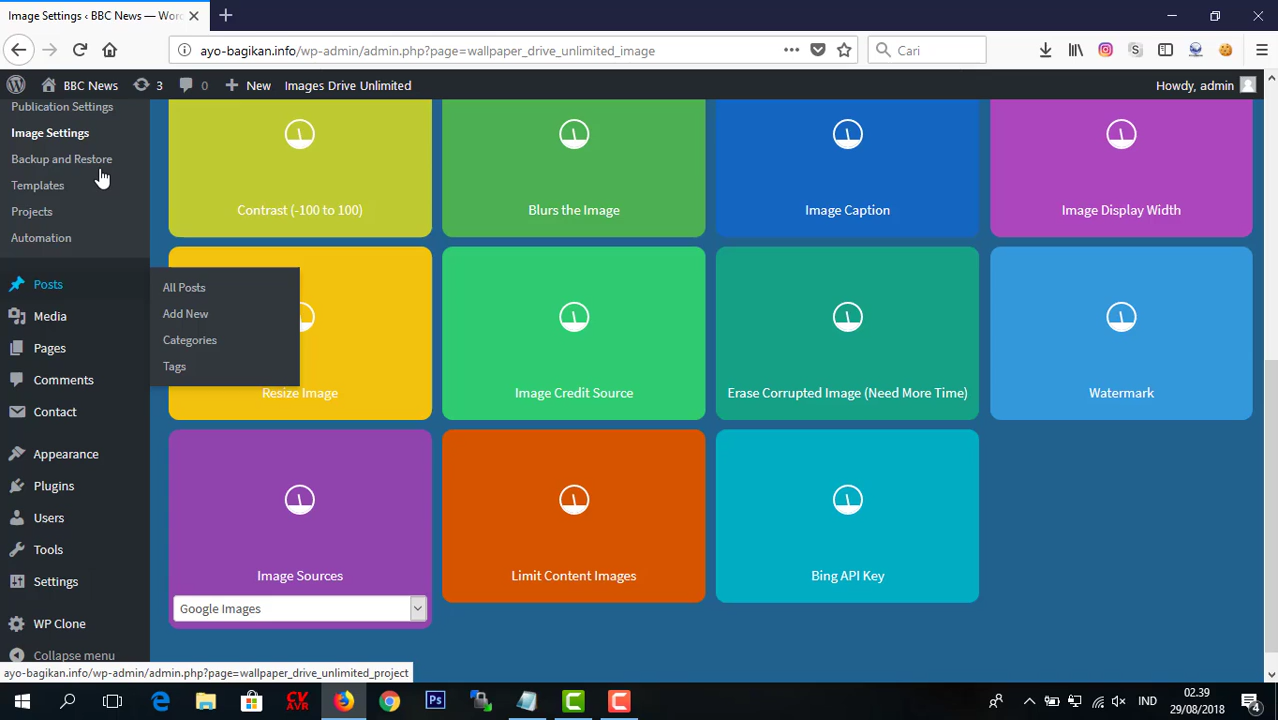 Image Settings ‹ BBC News — Wor
ayo-bagikan.info/wp-admin/admin.php?page=wallpaper_drive_unlimited_image
Cari
BBC News
3
0
New
Images Drive Unlimited
Howdy, admin
Publication Settings
Image Settings
Backup and Restore
Templates
Projects
Automation
Posts
Media
Pages
Comments
Contact
Appearance
Plugins
Users
Tools
Settings
WP Clone
Collapse menu
All Posts
Add New
Categories
Tags
Contrast (-100 to 100)
Blurs the Image
Image Caption
Image Display Width
Resize Image
Image Credit Source
Erase Corrupted Image (Need More Time)
Watermark
Image Sources
Google Images
Limit Content Images
Bing API Key
ayo-bagikan.info/wp-admin/admin.php?page=wallpaper_drive_unlimited_project
CV
AVR
Ps
IND
02.39
29/08/2018
4